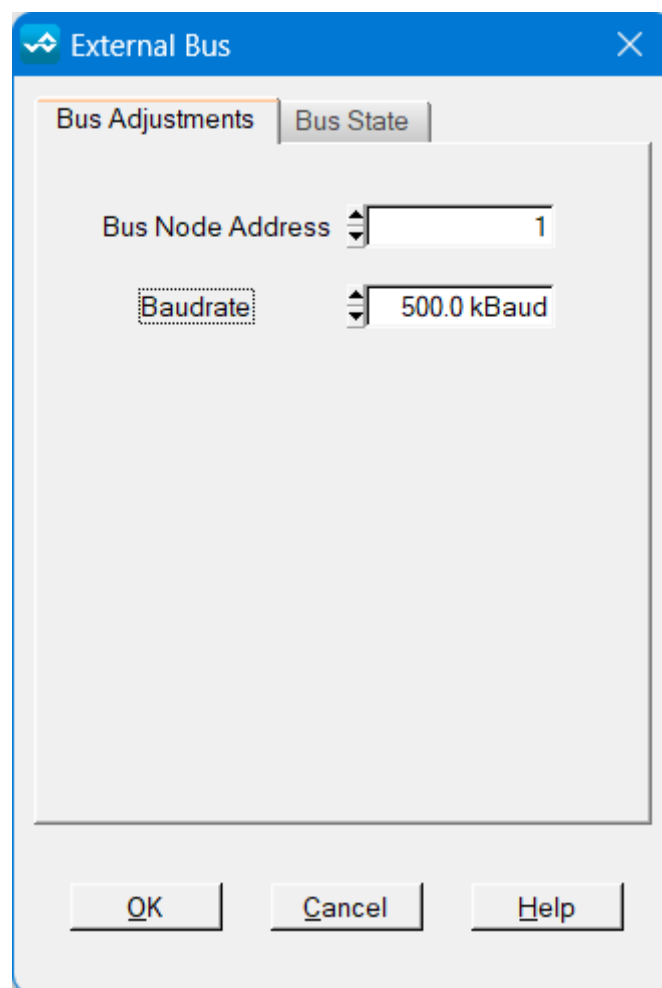 External Bus
Bus Adjustments Bus State
Bus Node Address 1
Baudrate 500.0 kBaud
OK Cancel Help